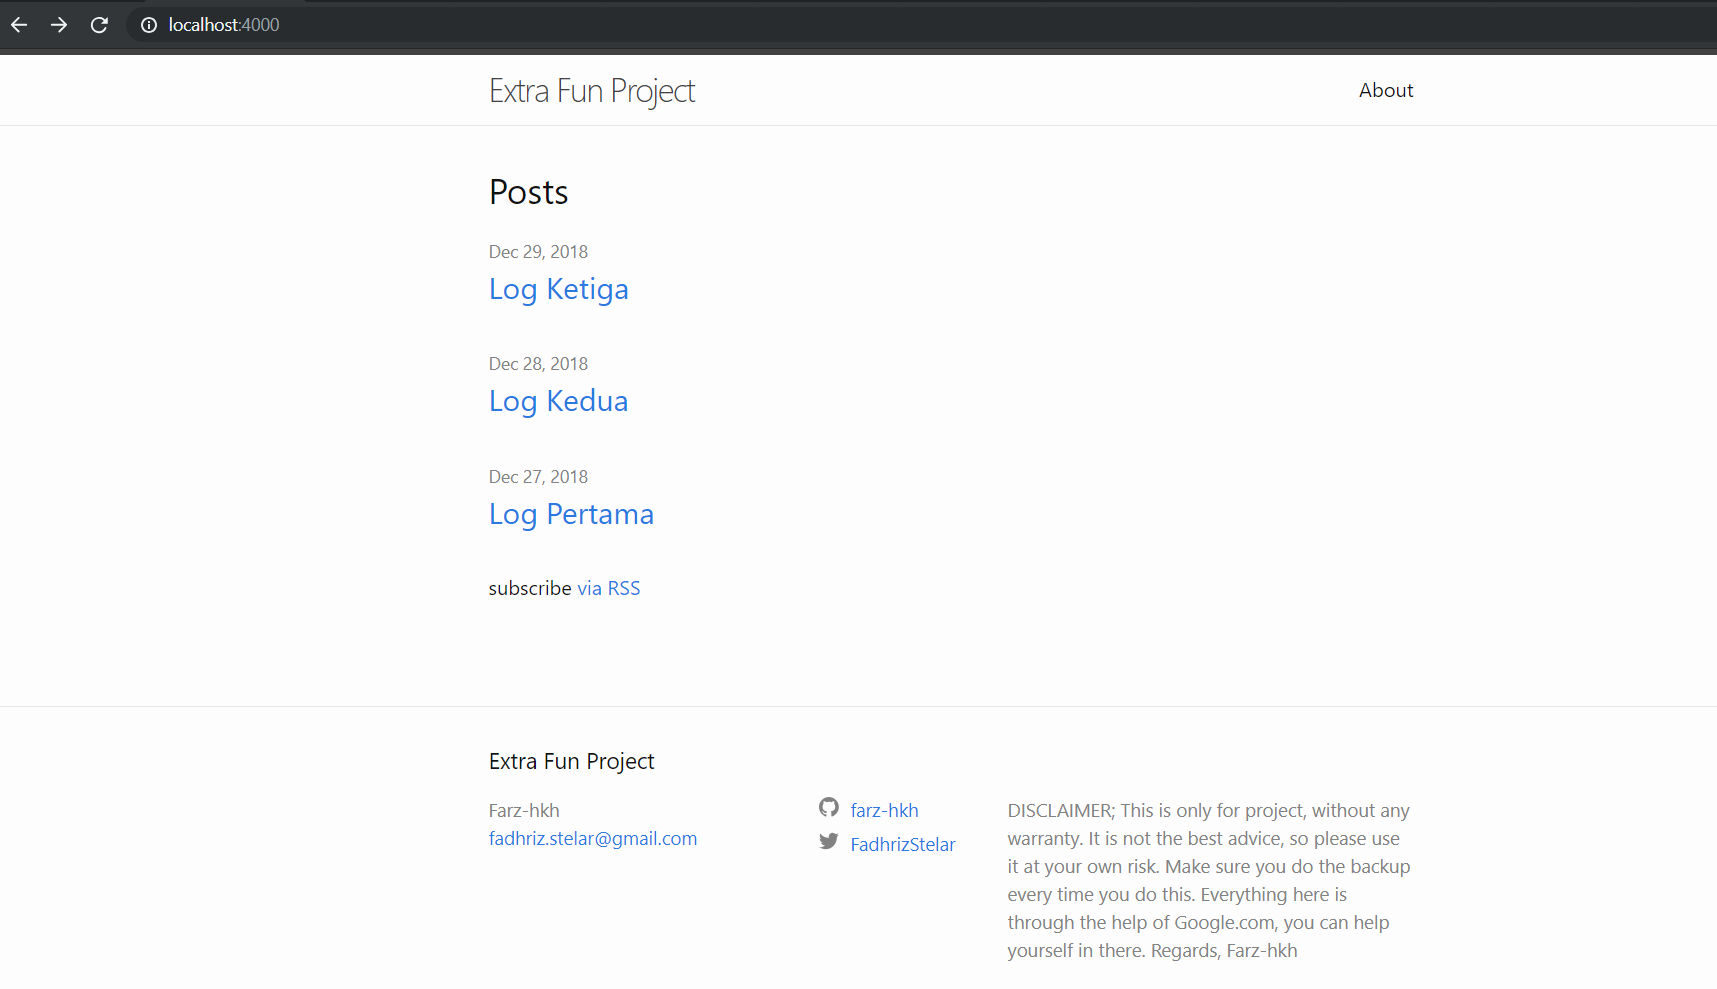 localhost:4000
Extra Fun Project
About
Posts
Dec 29, 2018
Log Ketiga
Dec 28, 2018
Log Kedua
Dec 27, 2018
Log Pertama
subscribe via RSS
Extra Fun Project
Farz-hkh
fadhriz.stelar@gmail.com
farz-hkh
FadhrizStelar
DISCLAIMER; This is only for project, without any
warranty. It is not the best advice, so please use
it at your own risk. Make sure you do the backup
every time you do this. Everything here is
through the help of Google.com, you can help
yourself in there. Regards, Farz-hkh